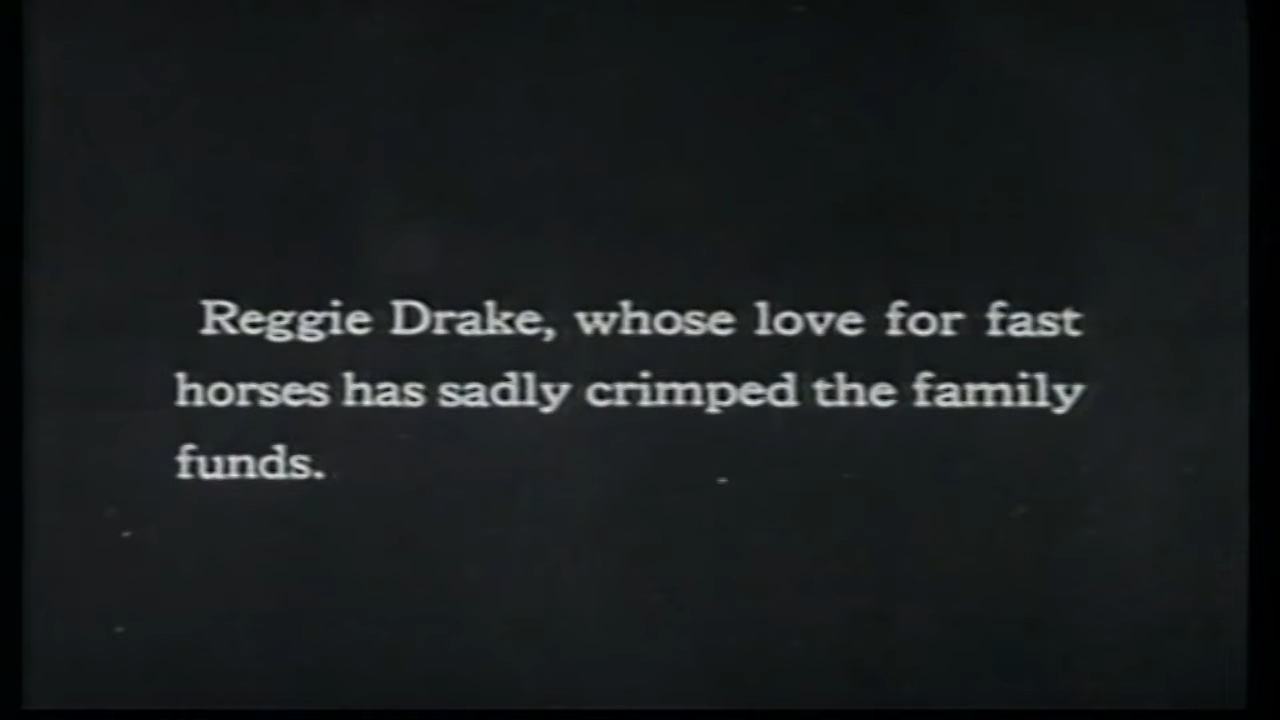 Reggie Drake, whose love for fast
horses has sadly crimped the family
funds.